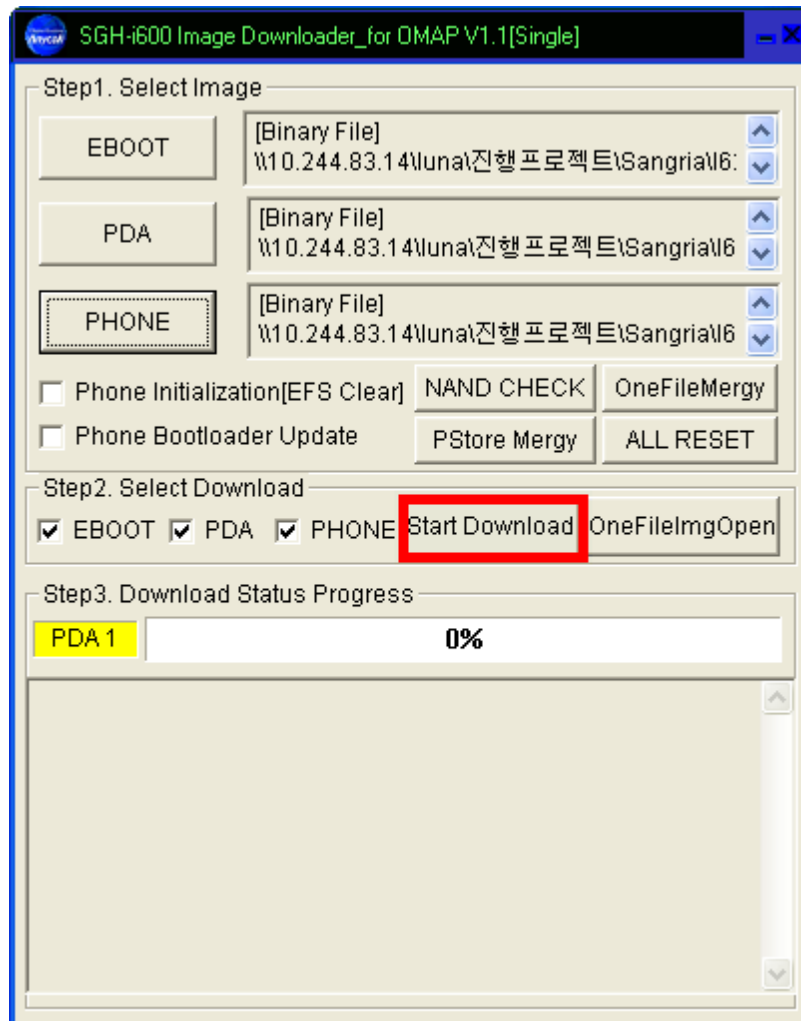 Anycall
SGH-i600 Image Downloader_for OMAP V1.1[Single]
Step1. Select Image
EBOOT
[Binary File]
\\10.244.83.14\luna\진행프로젝트\Sangria\I6
PDA
[Binary File]
\\10.244.83.14\luna\진행프로젝트\Sangria\I6
PHONE
[Binary File]
\\10.244.83.14\luna\진행프로젝트\Sangria\I6
Phone Initialization[EFS Clear]
NAND CHECK
OneFileMergy
Phone Bootloader Update
PStore Mergy
ALL RESET
Step2. Select Download
EBOOT PDA PHONE
Start Download
OneFileImgOpen
Step3. Download Status Progress
PDA 1
0%